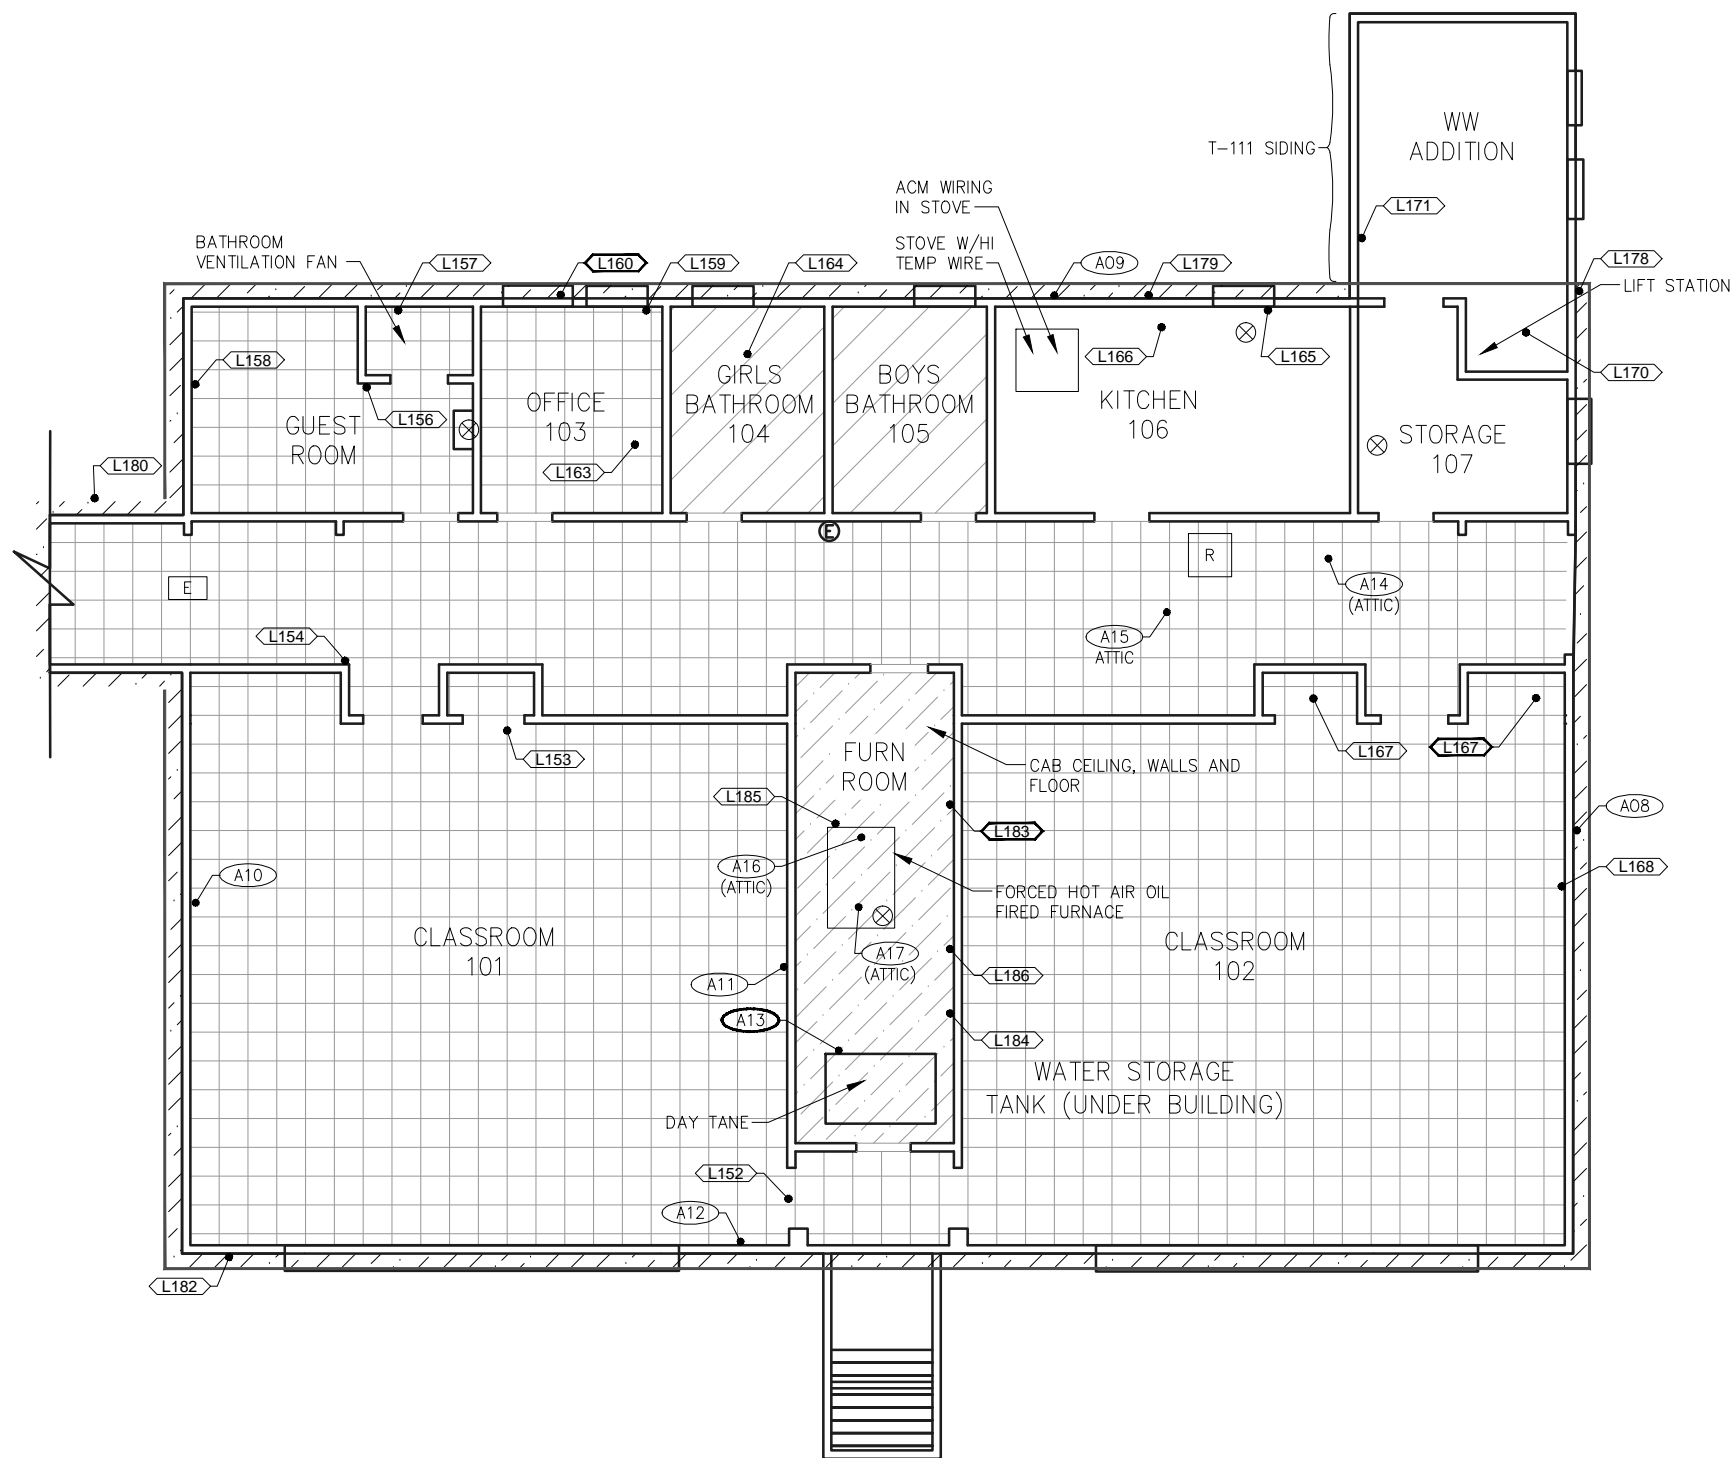 WW
ADDITION
T-111 SIDING
ACM WIRING
IN STOVE
L171
BATHROOM
VENTILATION FAN
L157
L160
L159
L164
STOVE W/HI
TEMP WIRE
A09
L179
L178
LIFT STATION
L158
L156
GUEST
ROOM
OFFICE
103
L163
GIRLS
BATHROOM
104
BOYS
BATHROOM
105
L166
L165
KITCHEN
106
L170
STORAGE
107
L180
E
E
R
A14
(ATTIC)
L154
A15
ATTIC
L153
FURN
ROOM
L167
L167
CAB CEILING, WALLS AND
FLOOR
L185
L183
A08
A16
(ATTIC)
A10
L168
FORCED HOT AIR OIL
FIRED FURNACE
CLASSROOM
101
A17
(ATTIC)
CLASSROOM
102
A11
L186
A13
L184
WATER STORAGE
TANK (UNDER BUILDING)
DAY TANE
L152
A12
L182